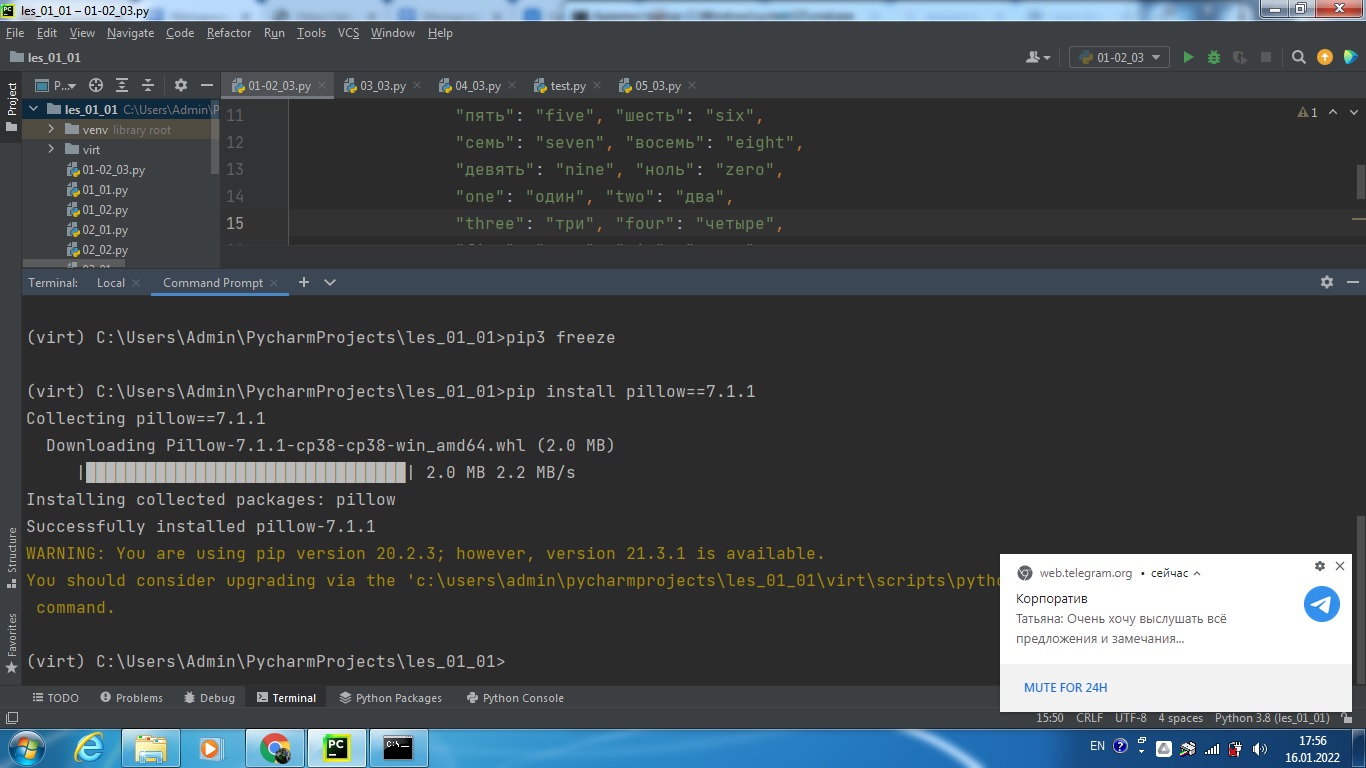 les_01_01 – 01-02_03.py
File Edit View Navigate Code Refactor Run Tools VCS Window Help
les_01_01
01-02_03
Project
P...
01-02_03.py
03_03.py
04_03.py
test.py
05_03.py
les_01_01 C:\Users\Admin\P
venv library root
virt
01-02_03.py
01_01.py
01_02.py
02_01.py
02_02.py
11 "пять": "five", "шесть": "six",
12 "семь": "seven", "восемь": "eight",
13 "девять": "nine", "ноль": "zero",
14 "one": "один", "two": "два",
15 "three": "три", "four": "четыре",
1
Terminal: Local Command Prompt
(virt) C:\Users\Admin\PycharmProjects\les_01_01>pip3 freeze
(virt) C:\Users\Admin\PycharmProjects\les_01_01>pip install pillow==7.1.1
Collecting pillow==7.1.1
Downloading Pillow-7.1.1-cp38-cp38-win_amd64.whl (2.0 MB)
|████████████████████████████████| 2.0 MB 2.2 MB/s
Installing collected packages: pillow
Successfully installed pillow-7.1.1
WARNING: You are using pip version 20.2.3; however, version 21.3.1 is available.
You should consider upgrading via the 'c:\users\admin\pycharmprojects\les_01_01\virt\scripts\pytho
command.
(virt) C:\Users\Admin\PycharmProjects\les_01_01>
Structure
Favorites
web.telegram.org • сейчас
Корпоратив
Татьяна: Очень хочу выслушать всё
предложения и замечания...
MUTE FOR 24H
TODO Problems Debug Terminal Python Packages Python Console
15:50 CRLF UTF-8 4 spaces Python 3.8 (les_01_01)
EN
17:56
16.01.2022